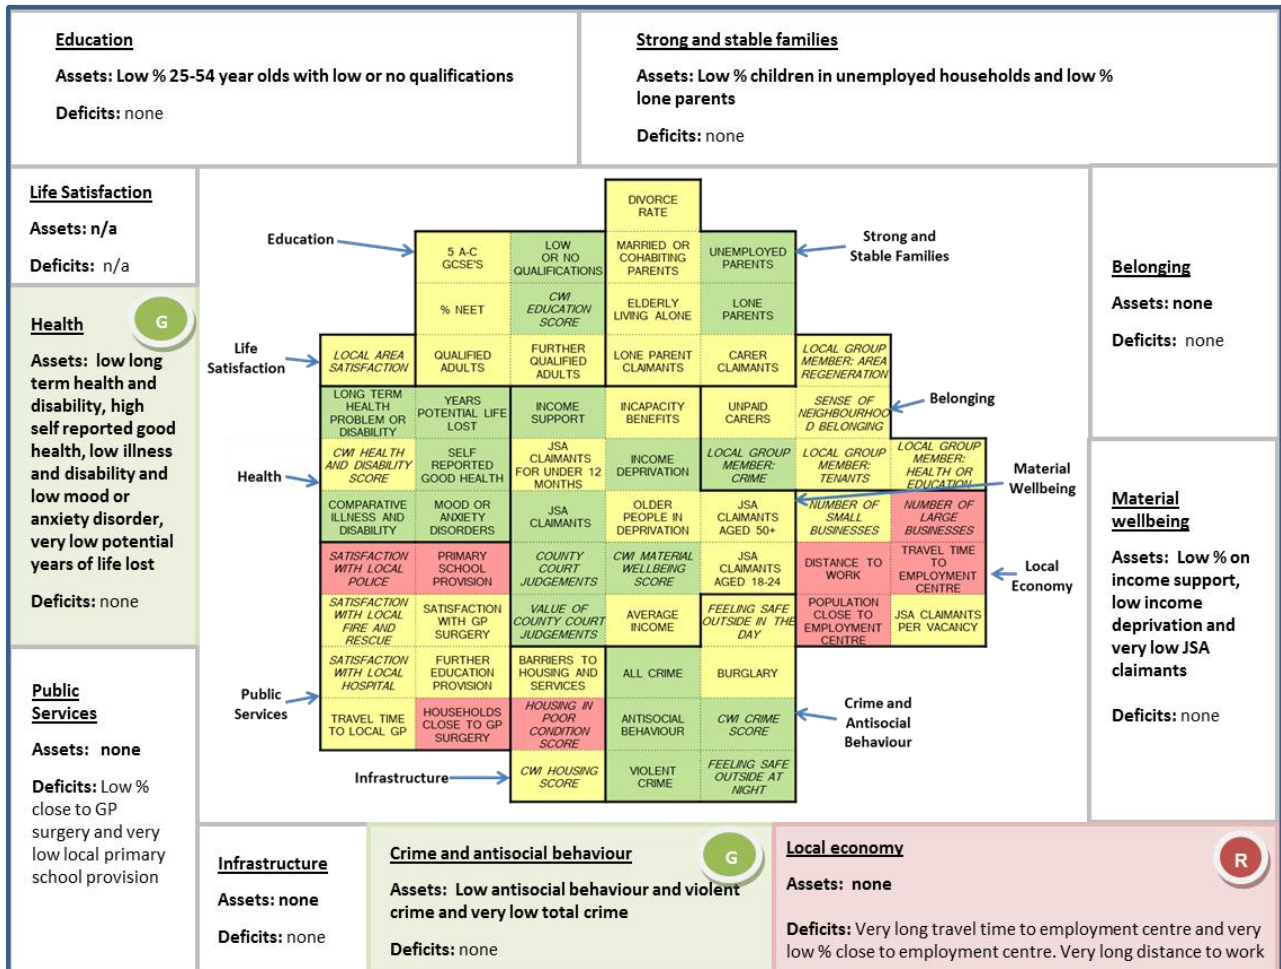 Education
Assets: Low % 25-54 year olds with low or no qualifications
Deficits: none
Strong and stable families
Assets: Low % children in unemployed households and low %
lone parents
Deficits: none
Life Satisfaction
Assets: n/a
Deficits: n/a
Health
G
Assets: low long
term health and
disability, high
self reported good
health, low illness
and disability and
low mood or
anxiety disorder,
very low potential
years of life lost
Deficits: none
Public
Services
Assets: none
Deficits: Low %
close to GP
surgery and very
low local primary
school provision
Education
Life
Satisfaction
Health
Public
Services
Infrastructure
Strong and
Stable Families
Belonging
Material
Wellbeing
Local
Economy
Crime and
Antisocial
Behaviour
DIVORCE
RATE
5 A-C
GCSE'S
LOW
OR NO
QUALIFICATIONS
MARRIED OR
COHABITING
PARENTS
UNEMPLOYED
PARENTS
% NEET
CWI
EDUCATION
SCORE
ELDERLY
LIVING ALONE
LONE
PARENTS
LOCAL AREA
SATISFACTION
QUALIFIED
ADULTS
FURTHER
QUALIFIED
ADULTS
LONE PARENT
CLAIMANTS
CARER
CLAIMANTS
LOCAL GROUP
MEMBER: AREA
REGENERATION
LONG TERM
HEALTH
PROBLEM OR
DISABILITY
YEARS
POTENTIAL LIFE
LOST
INCOME
SUPPORT
INCAPACITY
BENEFITS
UNPAID
CARERS
SENSE OF
NEIGHBOURHOO
D BELONGING
CWI HEALTH
AND DISABILITY
SCORE
SELF
REPORTED
GOOD HEALTH
JSA
CLAIMANTS
FOR UNDER 12
MONTHS
INCOME
DEPRIVATION
LOCAL GROUP
MEMBER:
CRIME
LOCAL GROUP
MEMBER:
TENANTS
LOCAL GROUP
MEMBER:
HEALTH OR
EDUCATION
COMPARATIVE
ILLNESS AND
DISABILITY
MOOD OR
ANXIETY
DISORDERS
JSA
CLAIMANTS
OLDER
PEOPLE IN
DEPRIVATION
JSA
CLAIMANTS
AGED 50+
NUMBER OF
SMALL
BUSINESSES
NUMBER OF
LARGE
BUSINESSES
SATISFACTION
WITH LOCAL
POLICE
PRIMARY
SCHOOL
PROVISION
COUNTY
COURT
JUDGEMENTS
CWI MATERIAL
WELLBEING
SCORE
JSA
CLAIMANTS
AGED 18-24
DISTANCE TO
WORK
TRAVEL TIME
TO
EMPLOYMENT
CENTRE
SATISFACTION
WITH LOCAL
FIRE AND
RESCUE
SATISFACTION
WITH GP
SURGERY
VALUE OF
COUNTY COURT
JUDGEMENTS
AVERAGE
INCOME
FEELING SAFE
OUTSIDE IN THE
DAY
POPULATION
CLOSE TO
EMPLOYMENT
CENTRE
JSA CLAIMANTS
PER VACANCY
SATISFACTION
WITH LOCAL
HOSPITAL
FURTHER
EDUCATION
PROVISION
BARRIERS TO
HOUSING AND
SERVICES
ALL CRIME
BURGLARY
TRAVEL TIME
TO LOCAL GP
HOUSEHOLDS
CLOSE TO GP
SURGERY
HOUSING IN
POOR
CONDITION
SCORE
ANTISOCIAL
BEHAVIOUR
CWI CRIME
SCORE
CWI HOUSING
SCORE
VIOLENT
CRIME
FEELING SAFE
OUTSIDE AT
NIGHT
Belonging
Assets: none
Deficits: none
Material
wellbeing
Assets: Low % on
income support,
low income
deprivation and
very low JSA
claimants
Deficits: none
Infrastructure
Assets: none
Deficits: none
Crime and antisocial behaviour
G
Assets: Low antisocial behaviour and violent
crime and very low total crime
Deficits: none
Local economy
R
Assets: none
Deficits: Very long travel time to employment centre and very
low % close to employment centre. Very long distance to work